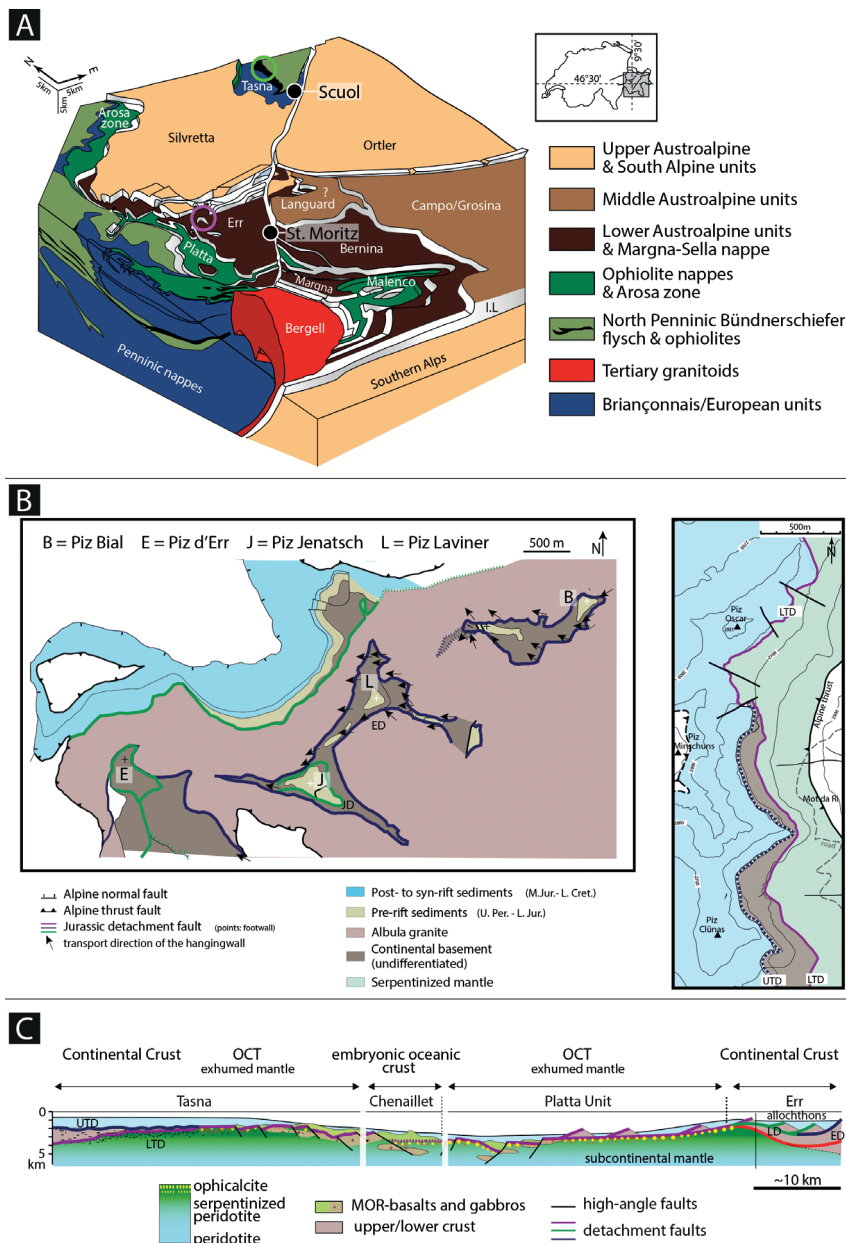 A
N
E
5km
5km
5km
Arosa
zone
Silvretta
Tasna
Scuol
Ortler
Languard
?
Campo/Grosina
Err
St. Moritz
Bernina
Platta
Margna
Malenco
Bergell
I.L
Penninic nappes
Southern Alps
46°30'
9°30'
Upper Austroalpine
& South Alpine units
Middle Austroalpine units
Lower Austroalpine units
& Margna-Sella nappe
Ophiolite nappes
& Arosa zone
North Penninic Bündnerschiefer
flysch & ophiolites
Tertiary granitoids
Briançonnais/European units
B
B = Piz Bial E = Piz d'Err J = Piz Jenatsch L = Piz Laviner
500 m
N
B
L
ED
E
J
JD
Alpine normal fault
Alpine thrust fault
Jurassic detachment fault (points: footwall)
transport direction of the hangingwall
Post- to syn-rift sediments (M.Jur.- L. Cret.)
Pre-rift sediments (U. Per. - L. Jur.)
Albula granite
Continental basement
(undifferentiated)
Serpentinized mantle
500m
N
LTD
Piz
Oscar
2700
Alpine thrust
Piz
Minschuns
Mot da Ri
2800
road
2700
Piz
Clünas
UTD
LTD
C
Continental Crust
OCT
exhumed mantle
embryonic oceanic
crust
OCT
exhumed mantle
Continental Crust
Tasna
Chenaillet
Platta Unit
Err
allochthons
0
5
km
UTD
LTD
LD
ED
subcontinental mantle
~10 km
ophicalcite
serpentinized
peridotite
peridotite
MOR-basalts and gabbros
upper/lower crust
high-angle faults
detachment faults